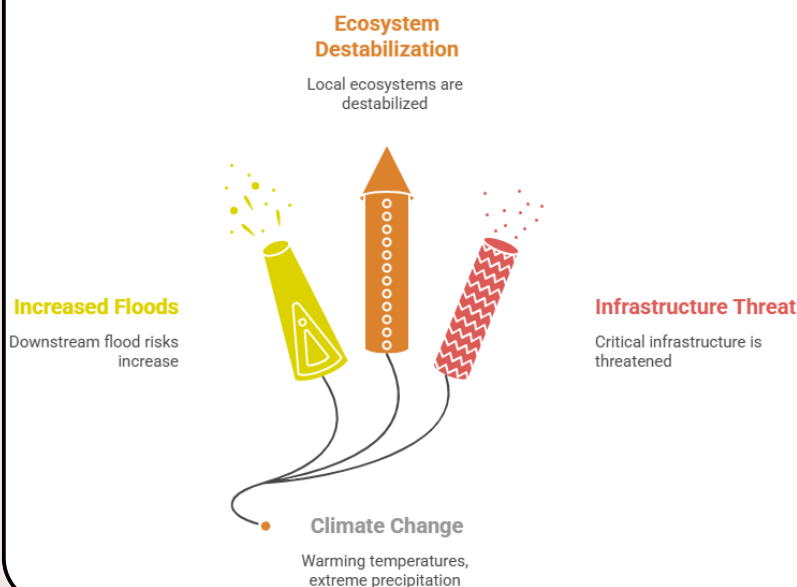 Ecosystem
Destabilization
Local ecosystems are
destabilized
Increased Floods
Downstream flood risks
increase
Infrastructure Threat
Critical infrastructure is
threatened
Climate Change
Warming temperatures,
extreme precipitation